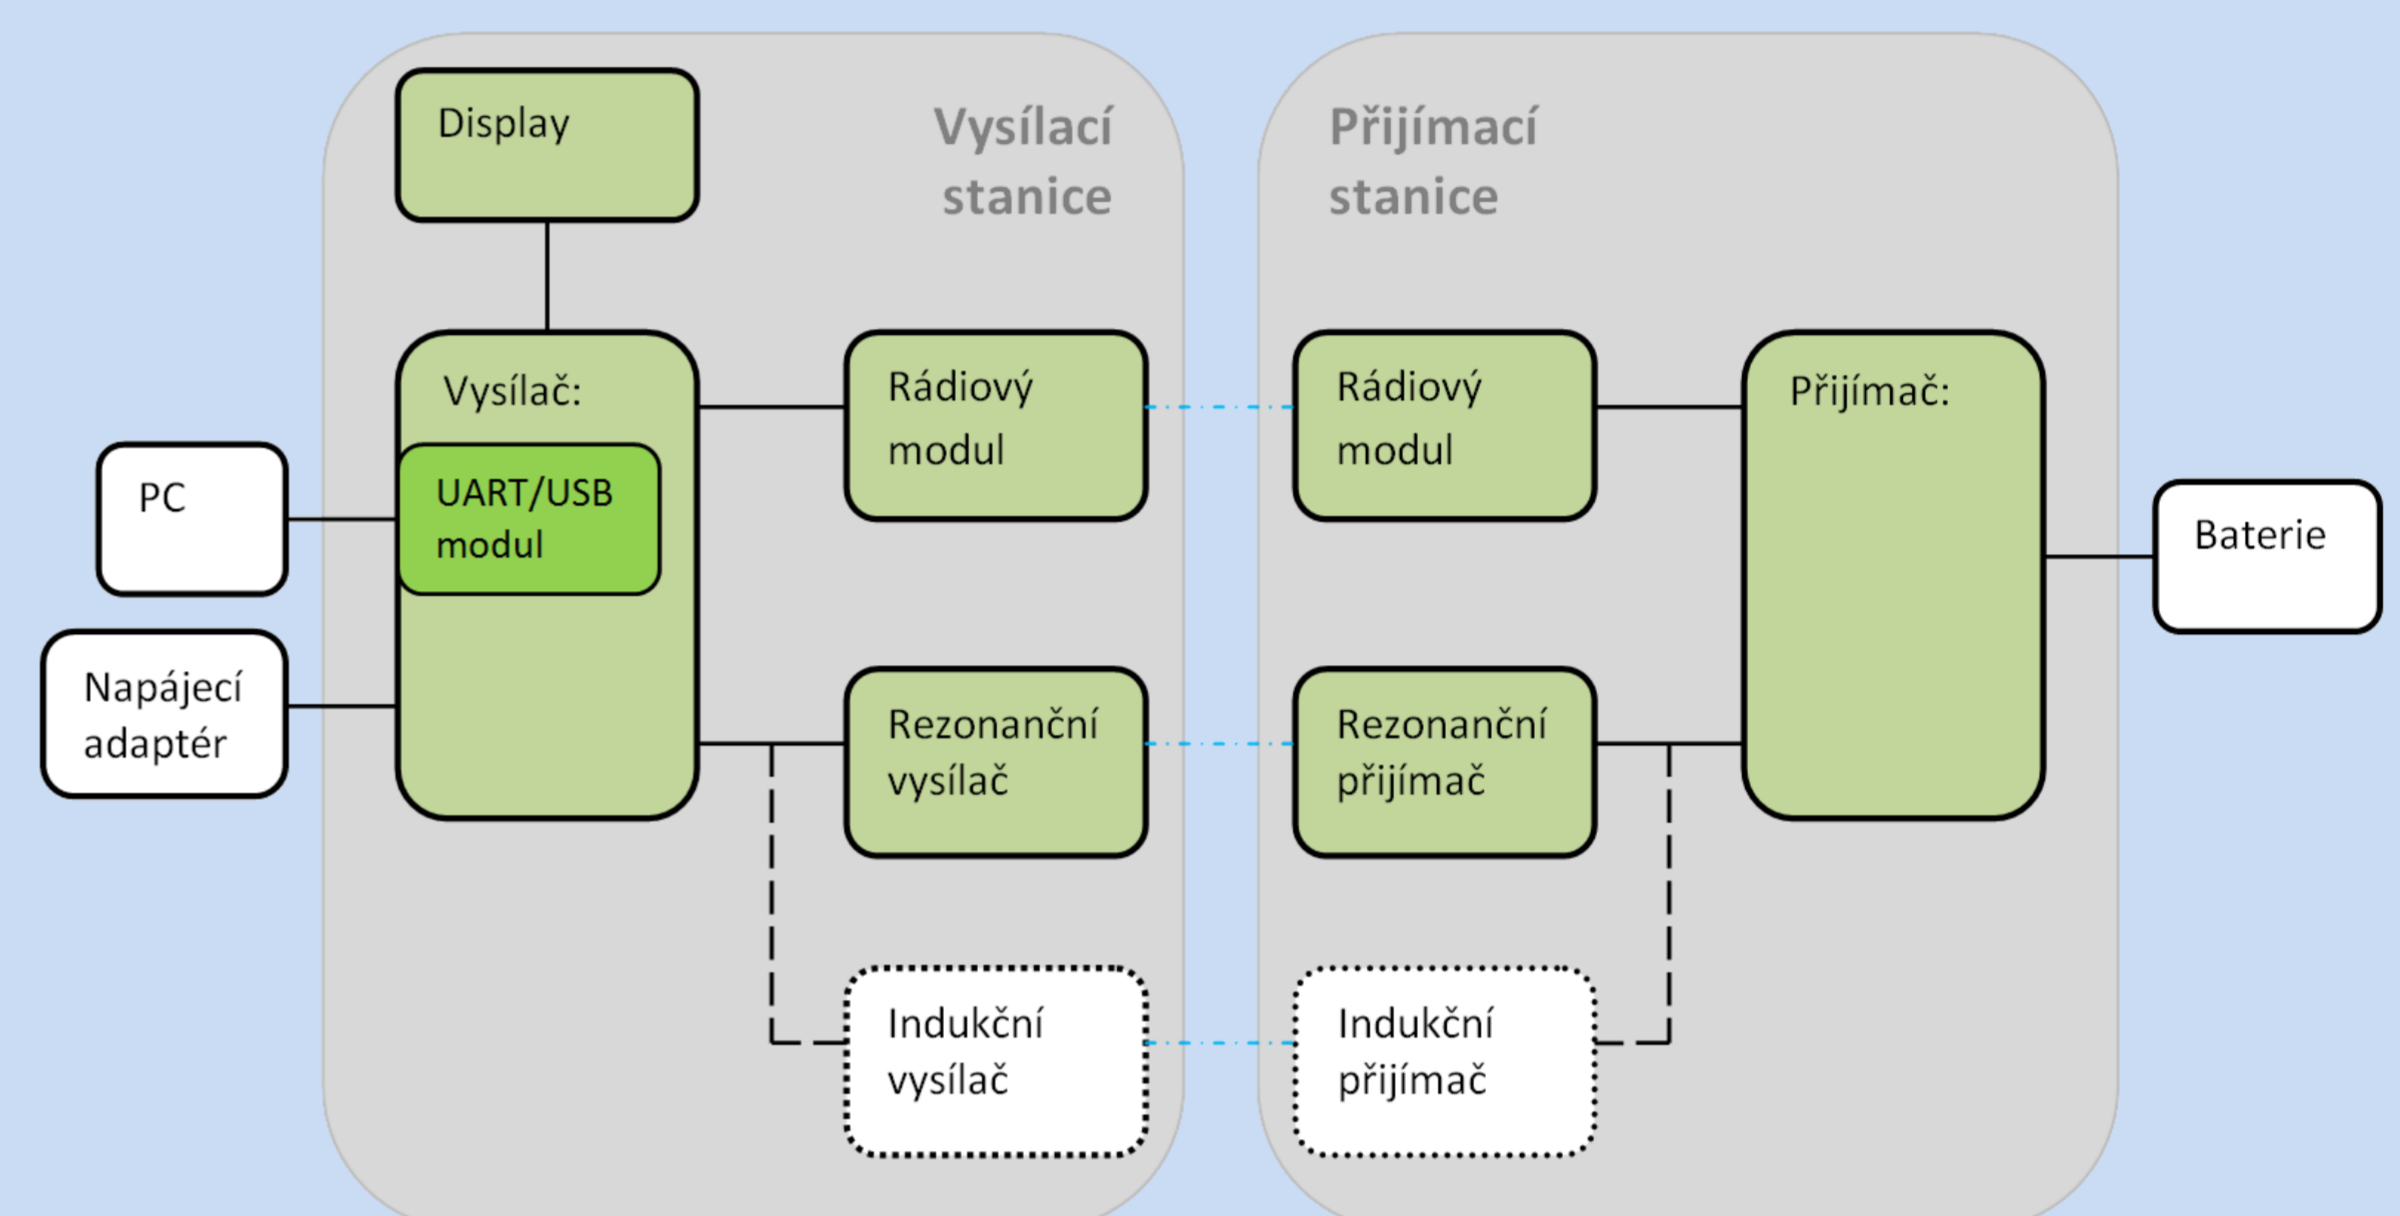 Display
Vysílací
stanice
Přijímací
stanice
Vysílač:
UART/USB
modul
Rádiový
modul
Rádiový
modul
Přijímač:
PC
Napájecí
adaptér
Baterie
Rezonanční
vysílač
Rezonanční
přijímač
Indukční
vysílač
Indukční
přijímač